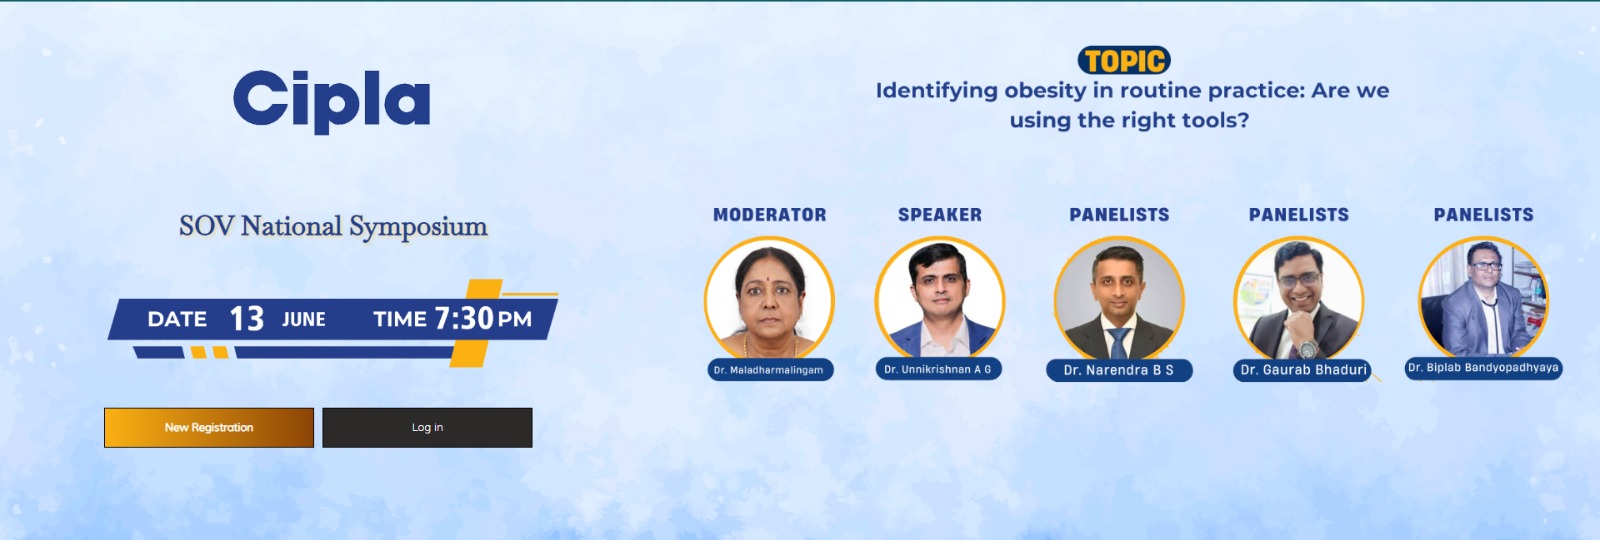 Cipla
SOV National Symposium
DATE 13 JUNE TIME 7:30 PM
New Registration
Log in
TOPIC
Identifying obesity in routine practice: Are we
using the right tools?
MODERATOR
Dr. Maladharmalingam
SPEAKER
Dr. Unnikrishnan A G
PANELISTS
Dr. Narendra B S
PANELISTS
Dr. Gaurab Bhaduri
PANELISTS
Dr. Biplab Bandyopadhyaya